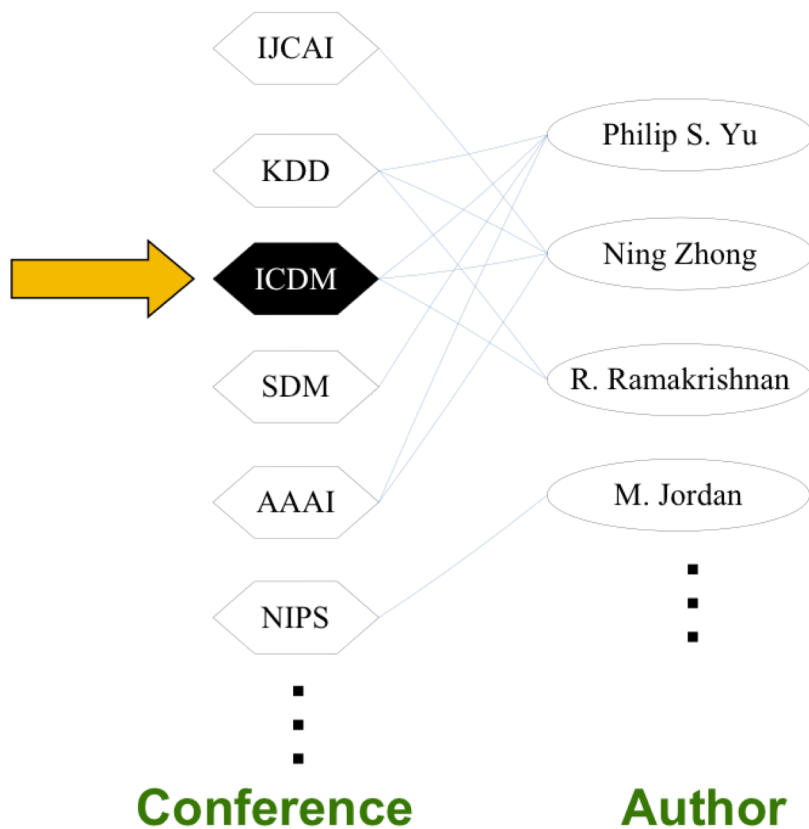 IJCAI
KDD
ICDM
SDM
AAAI
NIPS
Conference
Philip S. Yu
Ning Zhong
R. Ramakrishnan
M. Jordan
Author